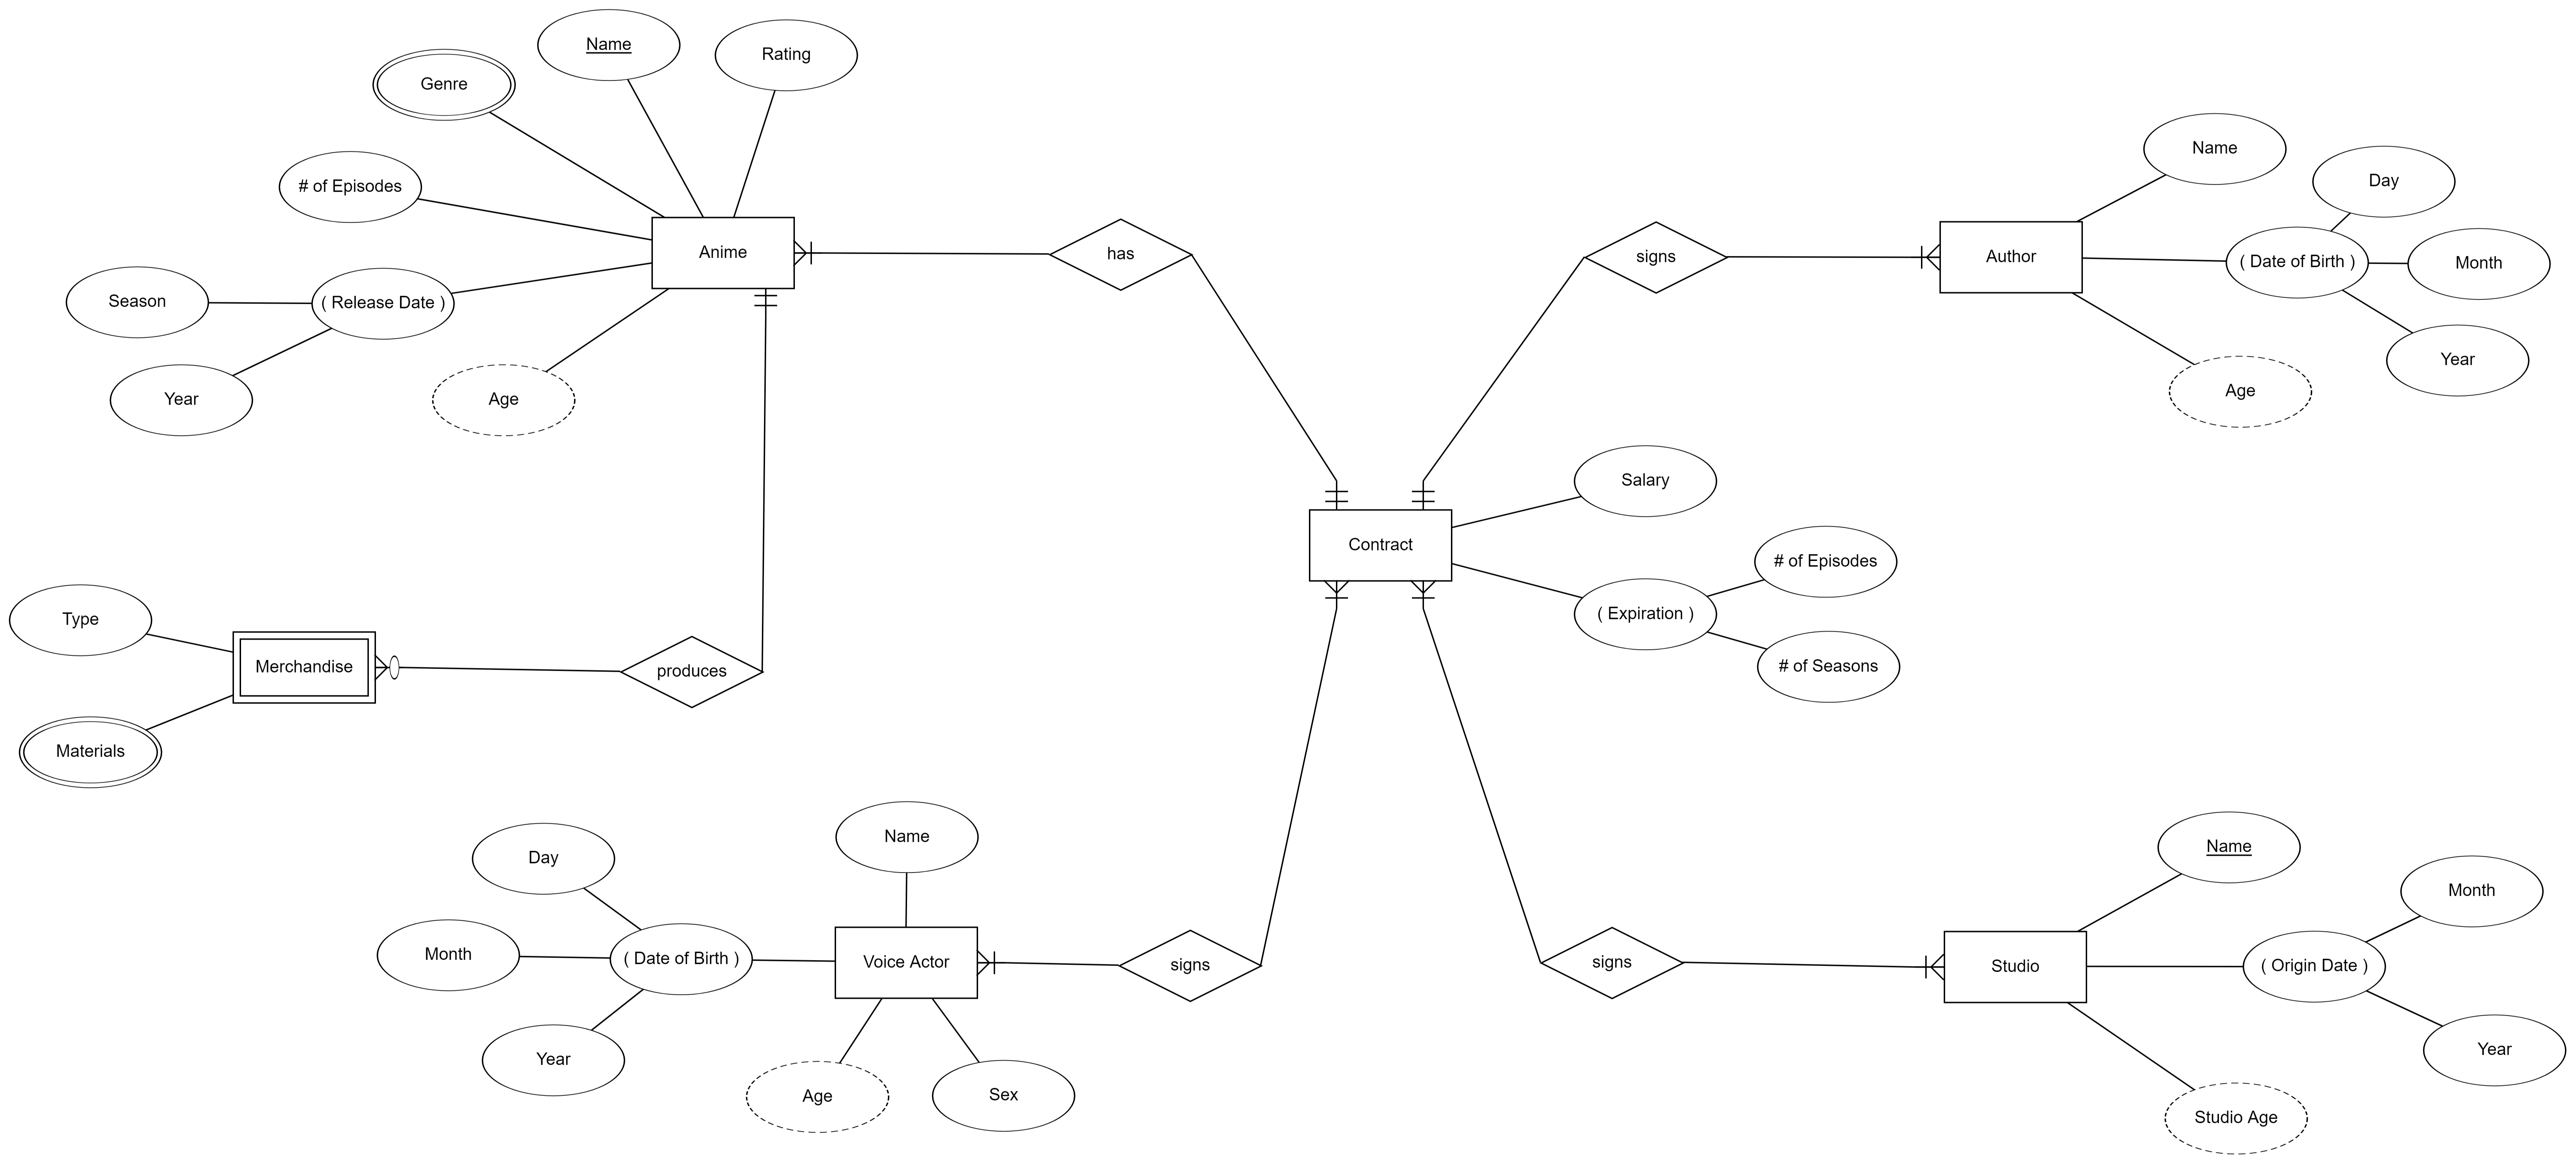 Name
Rating
Genre
# of Episodes
Anime
Season
( Release Date )
Year
Age
has
signs
Author
Name
Day
( Date of Birth )
Month
Year
Age
Contract
Salary
# of Episodes
( Expiration )
# of Seasons
Type
Merchandise
Materials
produces
Name
Day
Month
( Date of Birth )
Voice Actor
signs
Year
Age
Sex
signs
Studio
Name
Month
( Origin Date )
Year
Studio Age